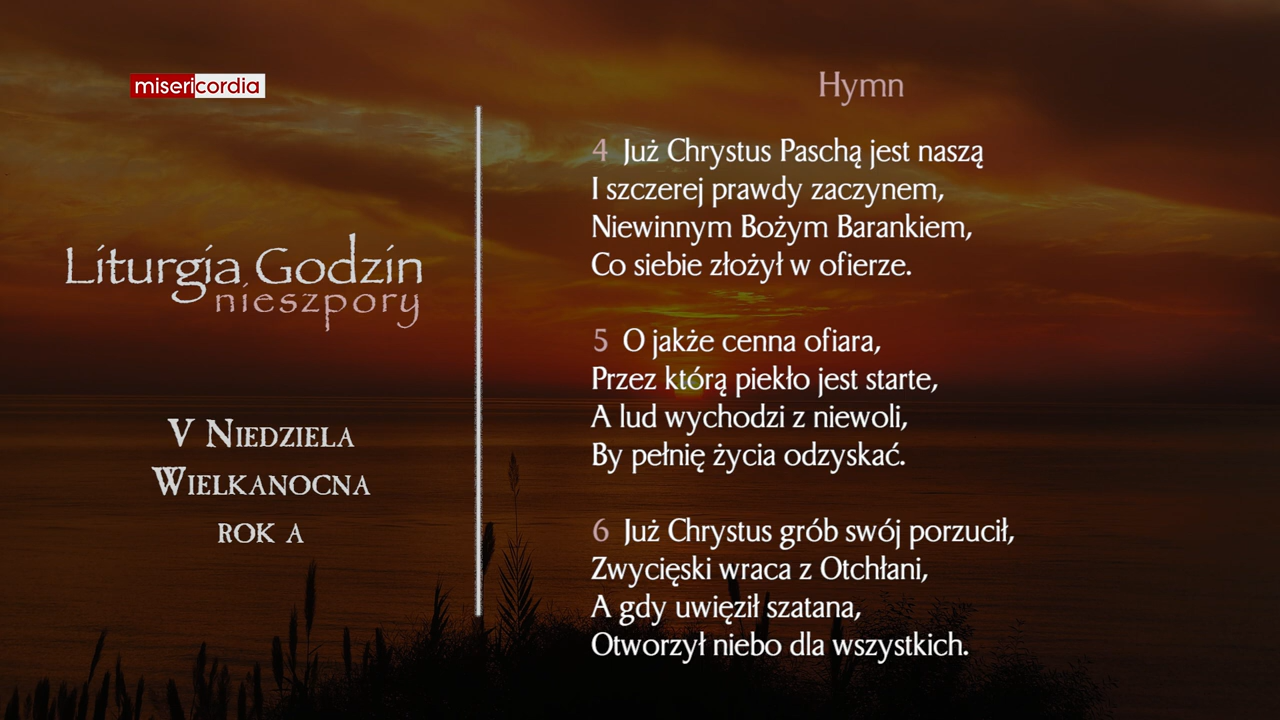 misericordia
Liturgia Godzin
nieszpory
V Niedziela
Wielkanocna
rok a
Hymn
4 Już Chrystus Paschą jest naszą
I szczerej prawdy zaczynem,
Niewinnym Bożym Barankiem,
Co siebie złożył w ofierze.
5 O jakże cenna ofiara,
Przez którą piekło jest starte,
A lud wychodzi z niewoli,
By pełnię życia odzyskać.
6 Już Chrystus grób swój porzucił,
Zwycięski wraca z Otchłani,
A gdy uwięził szatana,
Otworzył niebo dla wszystkich.